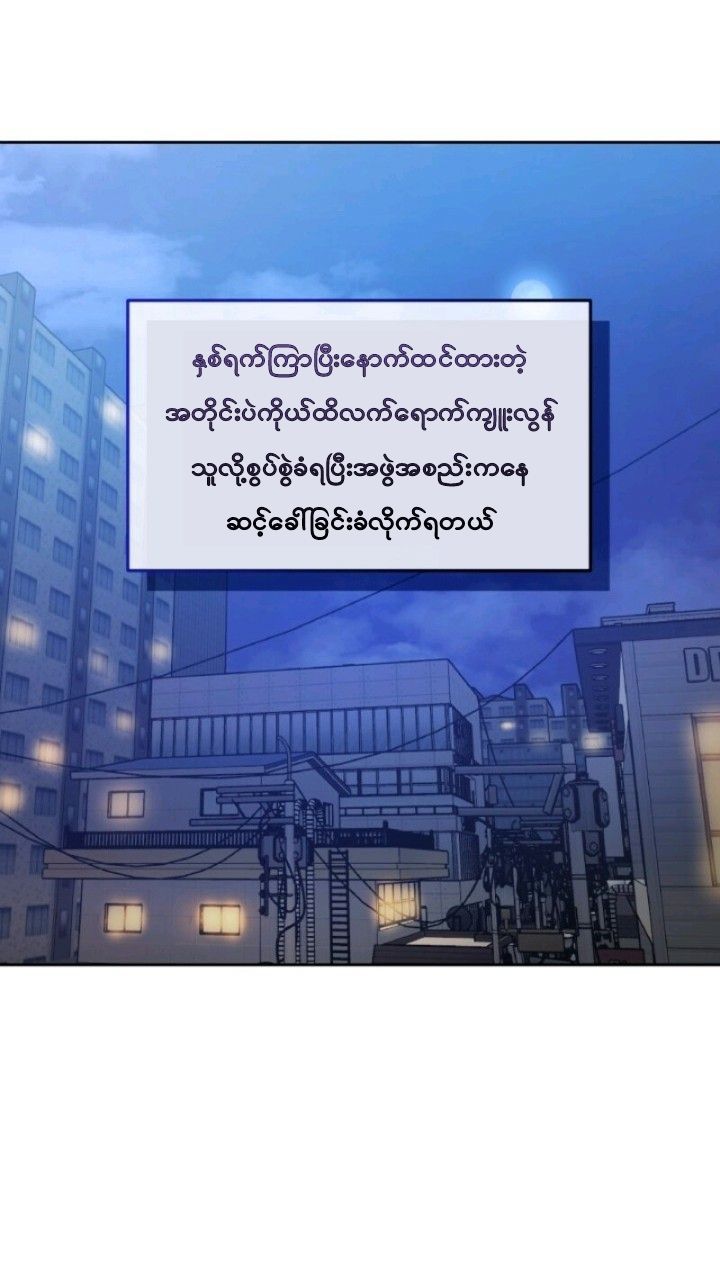 နှစ်ရက်ကြာပြီးနောက်ထင်ထားတဲ့
အတိုင်းပဲကိုယ်ထိလက်ရောက်ကျူးလွန်
သူလို့စွပ်စွဲခံရပြီးအဖွဲ့အစည်းကနေ
ဆင့်ခေါ်ခြင်းခံလိုက်ရတယ်